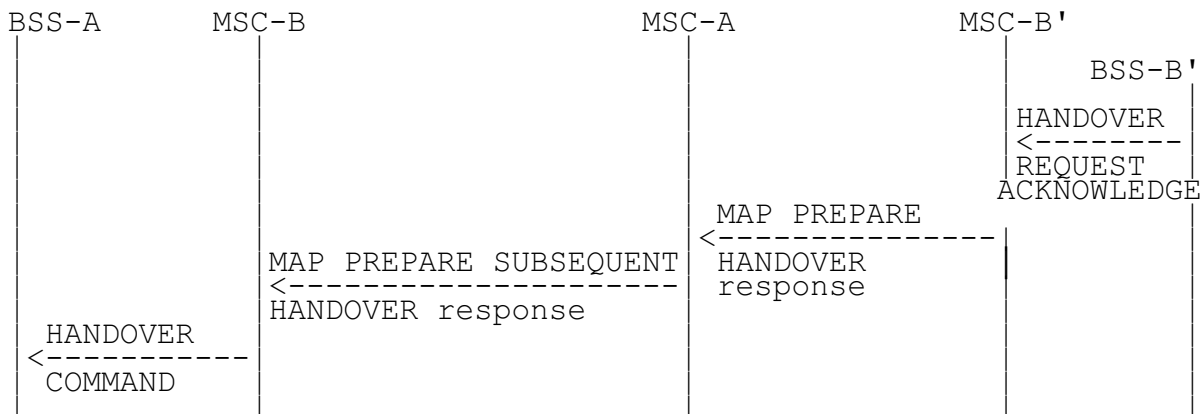 BSS-A MSC-B MSC-A MSC-B'
BSS-B'
HANDOVER
REQUEST
ACKNOWLEDGE
MAP PREPARE
HANDOVER
response
MAP PREPARE SUBSEQUENT
HANDOVER response
HANDOVER
COMMAND